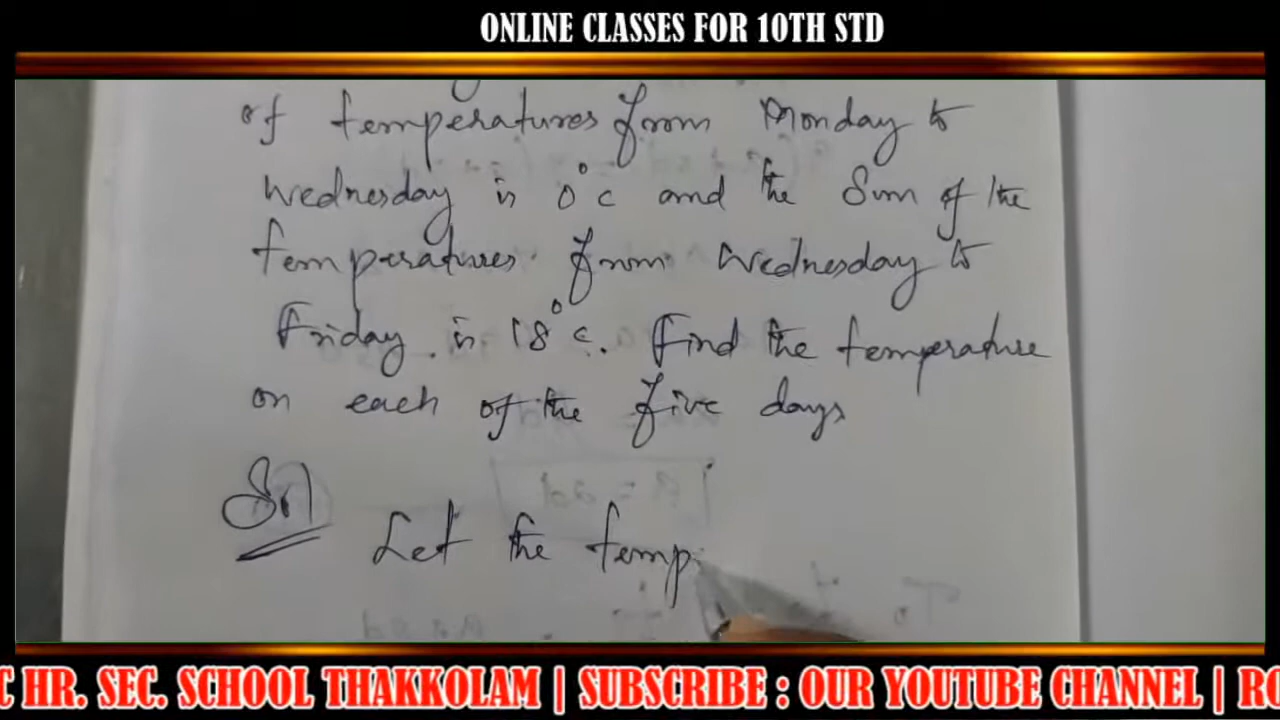 ONLINE CLASSES FOR 10TH STD
of temperatures from Monday to
Wednesday is 0°c and the Sum of the
temperatures from Wednesday to
Friday. is 18°c. Find the temperature
on each of the five days
Sol
Let the temp
C HR. SEC. SCHOOL THAKKOLAM | SUBSCRIBE : OUR YOUTUBE CHANNEL | RO